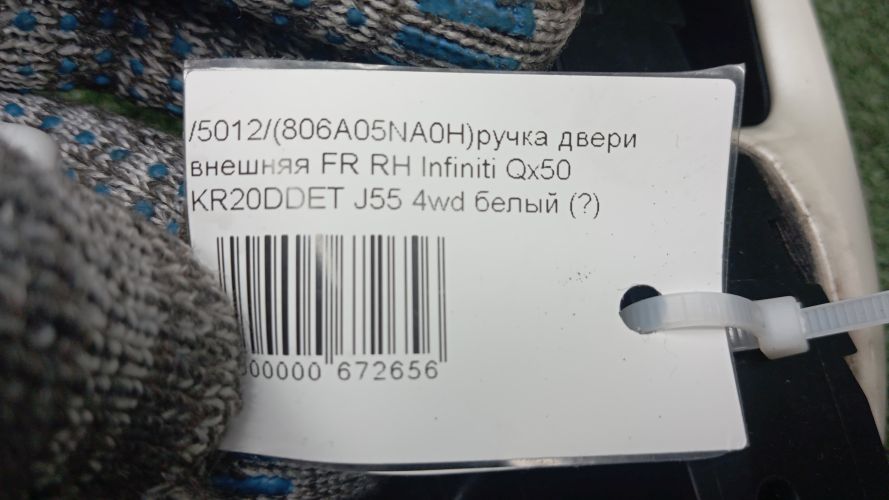 /5012/(806A05NA0H)ручка двери
внешняя FR RH Infiniti Qx50
KR20DDET J55 4wd белый (?)
000000 672656